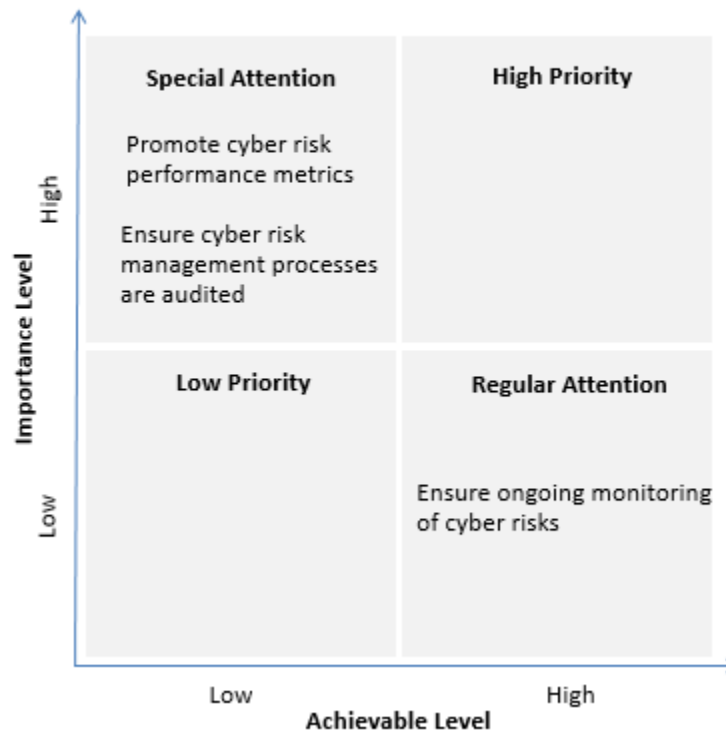 Special Attention
High Priority
Promote cyber risk
performance metrics
Ensure cyber risk
management processes
are audited
High
Importance Level
Low Priority
Regular Attention
Ensure ongoing monitoring
of cyber risks
Low
Low
High
Achievable Level